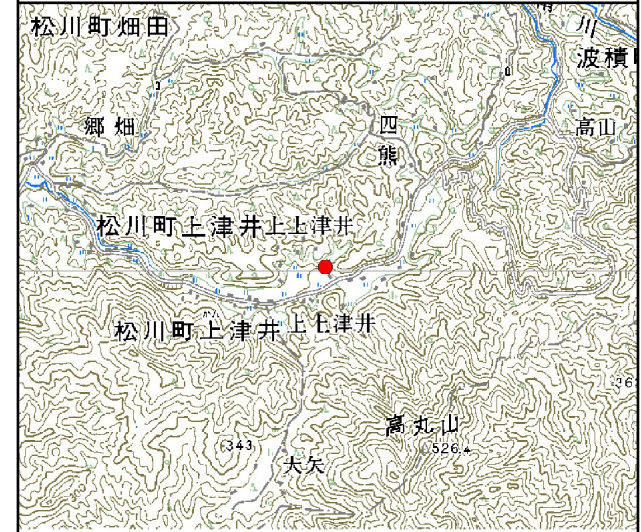 松川町畑田
川
波積
郷畑
四熊
高山
松川町上津井
上上津井
松川町上津井
上上津井
高丸山
343
526.4
大矢